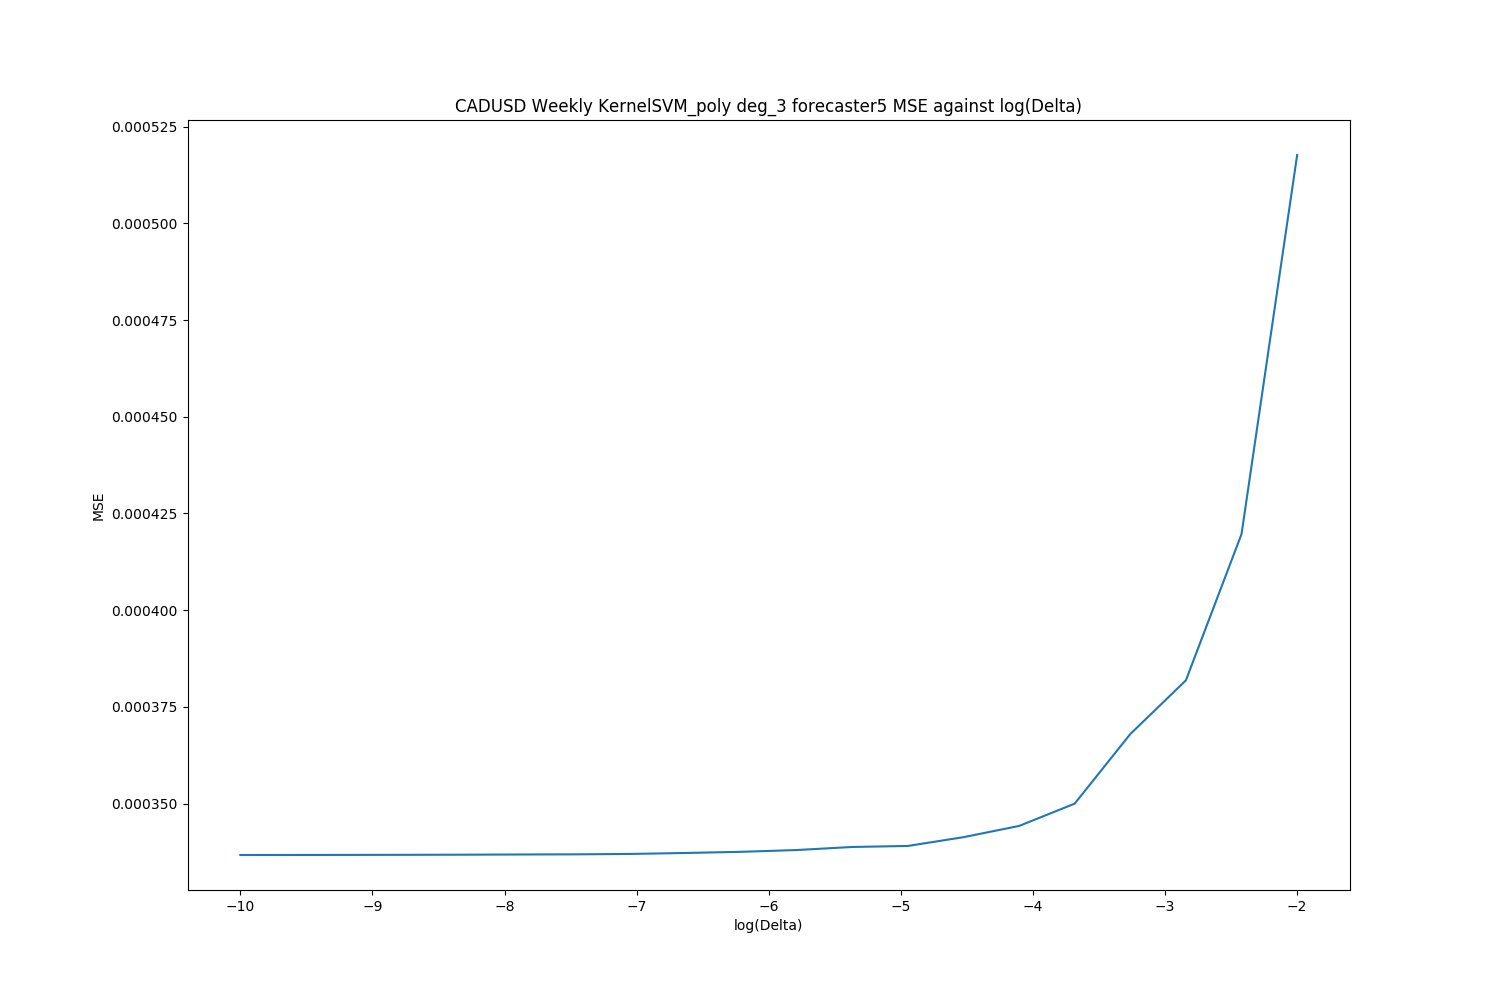 CADUSD Weekly KernelSVM_poly deg_3 forecaster5 MSE against log(Delta)
0.000525
0.000500
0.000475
0.000450
0.000425
0.000400
0.000375
0.000350
MSE
−10 −9 −8 −7 −6 −5 −4 −3 −2
log(Delta)